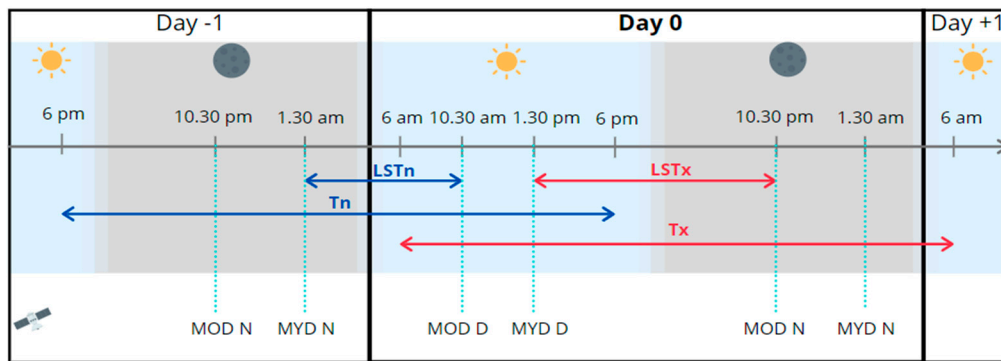 Day -1
Day 0
Day +1
6 pm
10.30 pm
1.30 am
6 am
10.30 am
1.30 pm
6 pm
10.30 pm
1.30 am
6 am
LSTn
LSTx
Tn
Tx
MOD N
MYD N
MOD D
MYD D
MOD N
MYD N